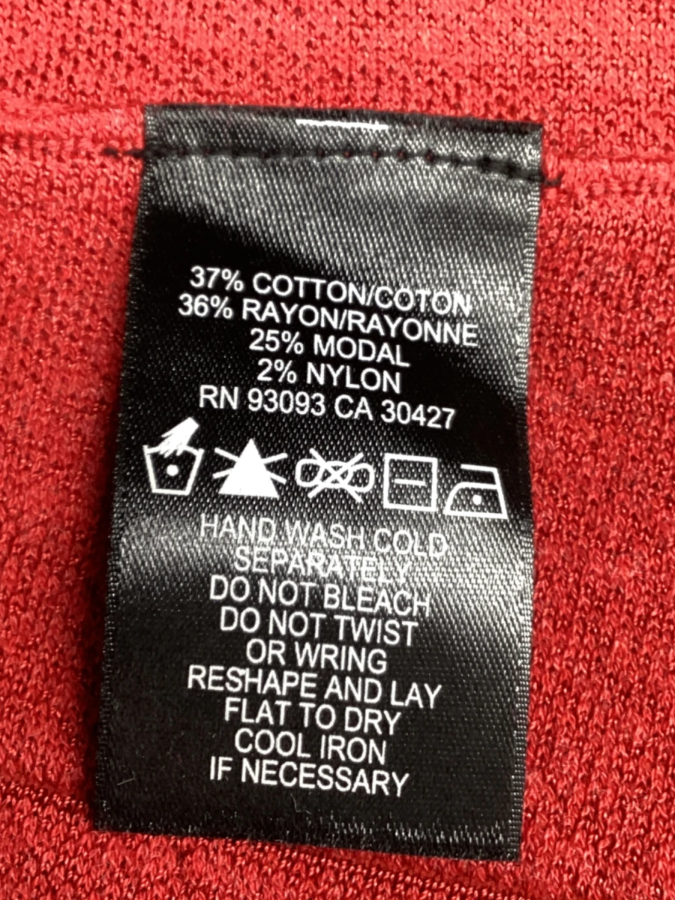 37% COTTON/COTON
36% RAYON/RAYONNE
25% MODAL
2% NYLON
RN 93093 CA 30427
HAND WASH COLD
SEPARATELY
DO NOT BLEACH
DO NOT TWIST
OR WRING
RESHAPE AND LAY
FLAT TO DRY
COOL IRON
IF NECESSARY